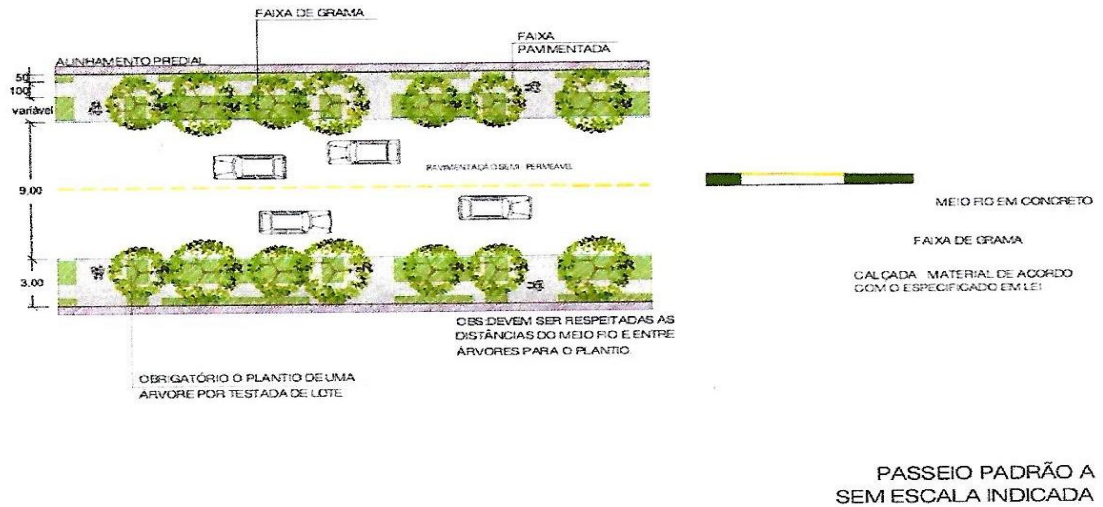 FAIXA DE GRAMA
FAIXA
PAVIMENTADA
ALINHAMENTO PREDIAL
50
100
variável
PAVIMENTAÇÃO SEMI-PERMEÁVEL
9.00
3.00
MEIO FIO EM CONCRETO
FAIXA DE GRAMA
CALÇADA MATERIAL DE ACORDO
COM O ESPECIFICADO EM LEI
OBS:DEVEM SER RESPEITADAS AS
DISTÂNCIAS DO MEIO FIO E ENTRE
ÁRVORES PARA O PLANTIO
OBRIGATÓRIO O PLANTIO DE UMA
ÁRVORE POR TESTADA DE LOTE
PASSEIO PADRÃO A
SEM ESCALA INDICADA